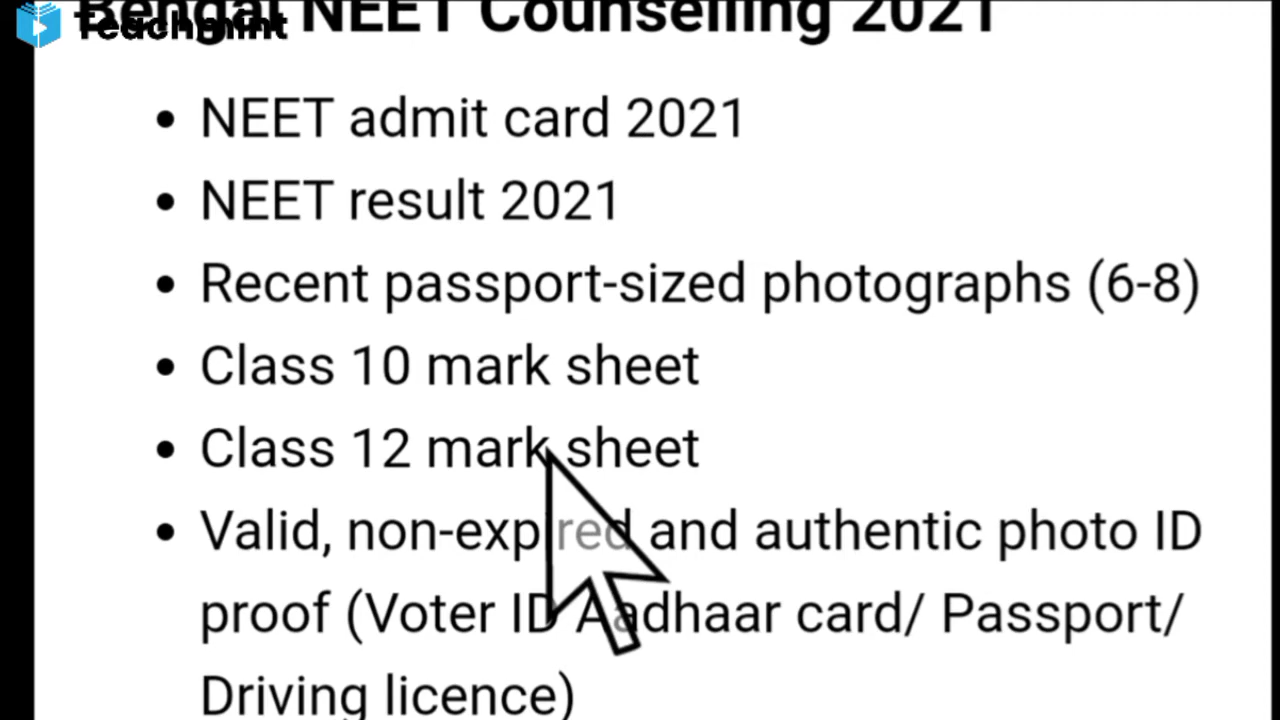 Bengal NEET Counselling 2021
Teachmint
• NEET admit card 2021
• NEET result 2021
• Recent passport-sized photographs (6-8)
• Class 10 mark sheet
• Class 12 mark sheet
• Valid, non-expired and authentic photo ID
proof (Voter ID Aadhaar card/ Passport/
Driving licence)